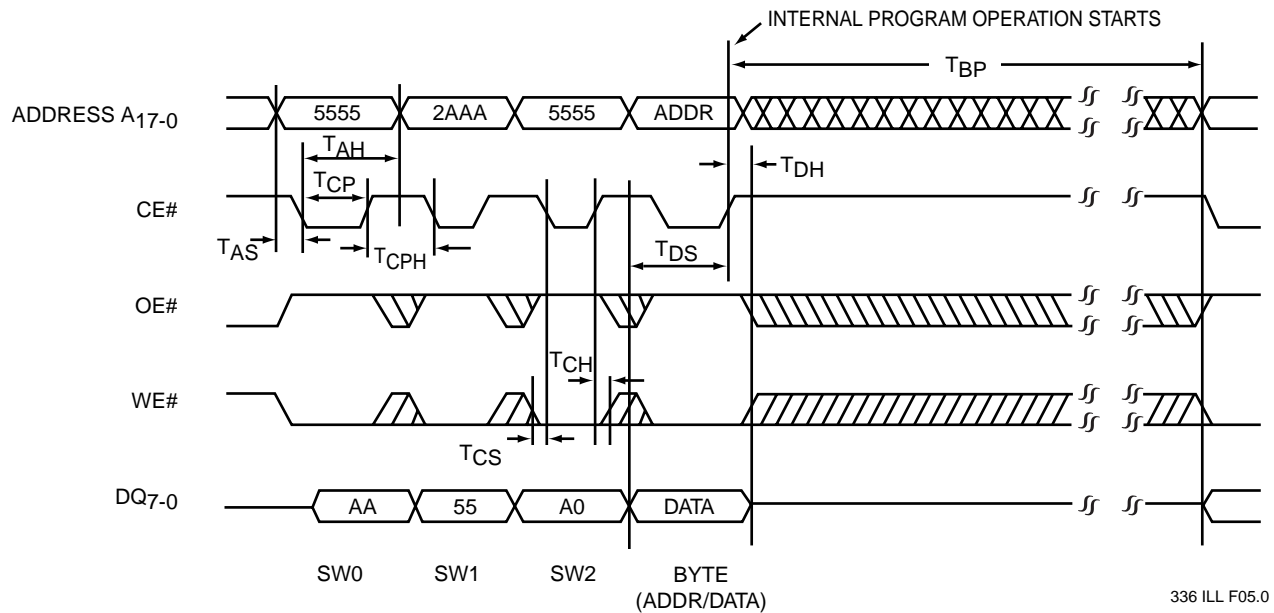 INTERNAL PROGRAM OPERATION STARTS
TBP
ADDRESS A17-0
5555
2AAA
5555
ADDR
TAH
TDH
TCP
CE#
TAS
TCPH
TDS
OE#
TCH
WE#
TCS
DQ7-0
AA
55
A0
DATA
SW0
SW1
SW2
BYTE
(ADDR/DATA)
336 ILL F05.0